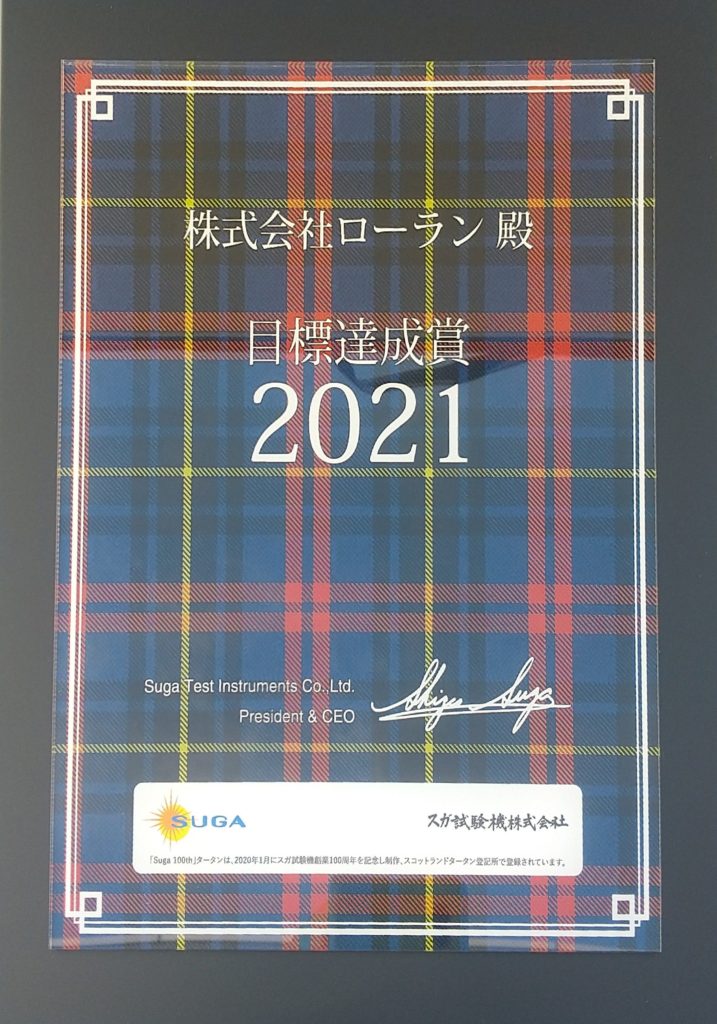 株式会社ローラン 殿
目標達成賞
2021
Suga Test Instruments Co.,Ltd.
President & CEO
Shizu Suga
SUGA
スガ試験機株式会社
「Suga 100th」タータンは、2020年1月にスガ試験機創業100周年を記念し制作、スコットランドタータン登記所で登録されています。